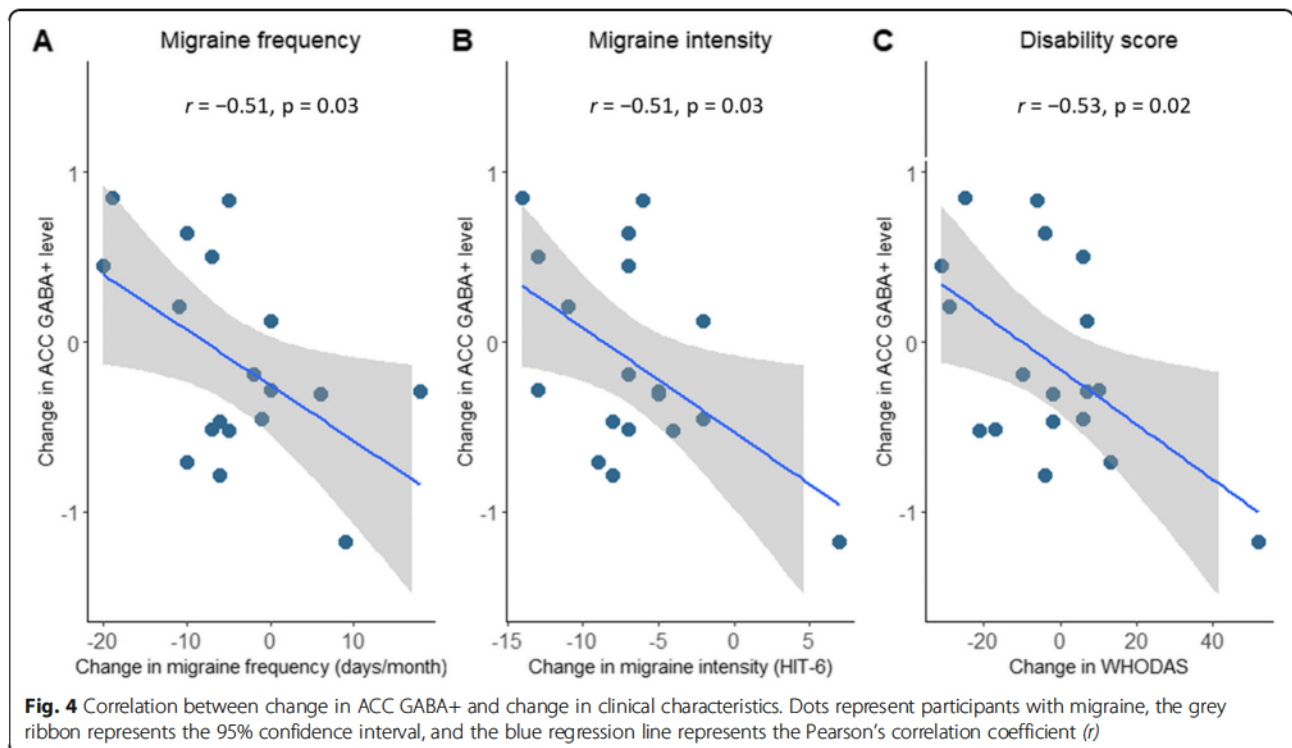 A Migraine frequency
B Migraine intensity
C Disability score
r = −0.51, p = 0.03
r = −0.51, p = 0.03
r = −0.53, p = 0.02
Change in ACC GABA+ level
1
0
-1
-20 -10 0 10
Change in migraine frequency (days/month)
Change in ACC GABA+ level
-15 -10 -5 0 5
Change in migraine intensity (HIT-6)
Change in ACC GABA+ level
1
0
-1
-20 0 20 40
Change in WHODAS
Fig. 4 Correlation between change in ACC GABA+ and change in clinical characteristics. Dots represent participants with migraine, the grey
ribbon represents the 95% confidence interval, and the blue regression line represents the Pearson’s correlation coefficient (r)